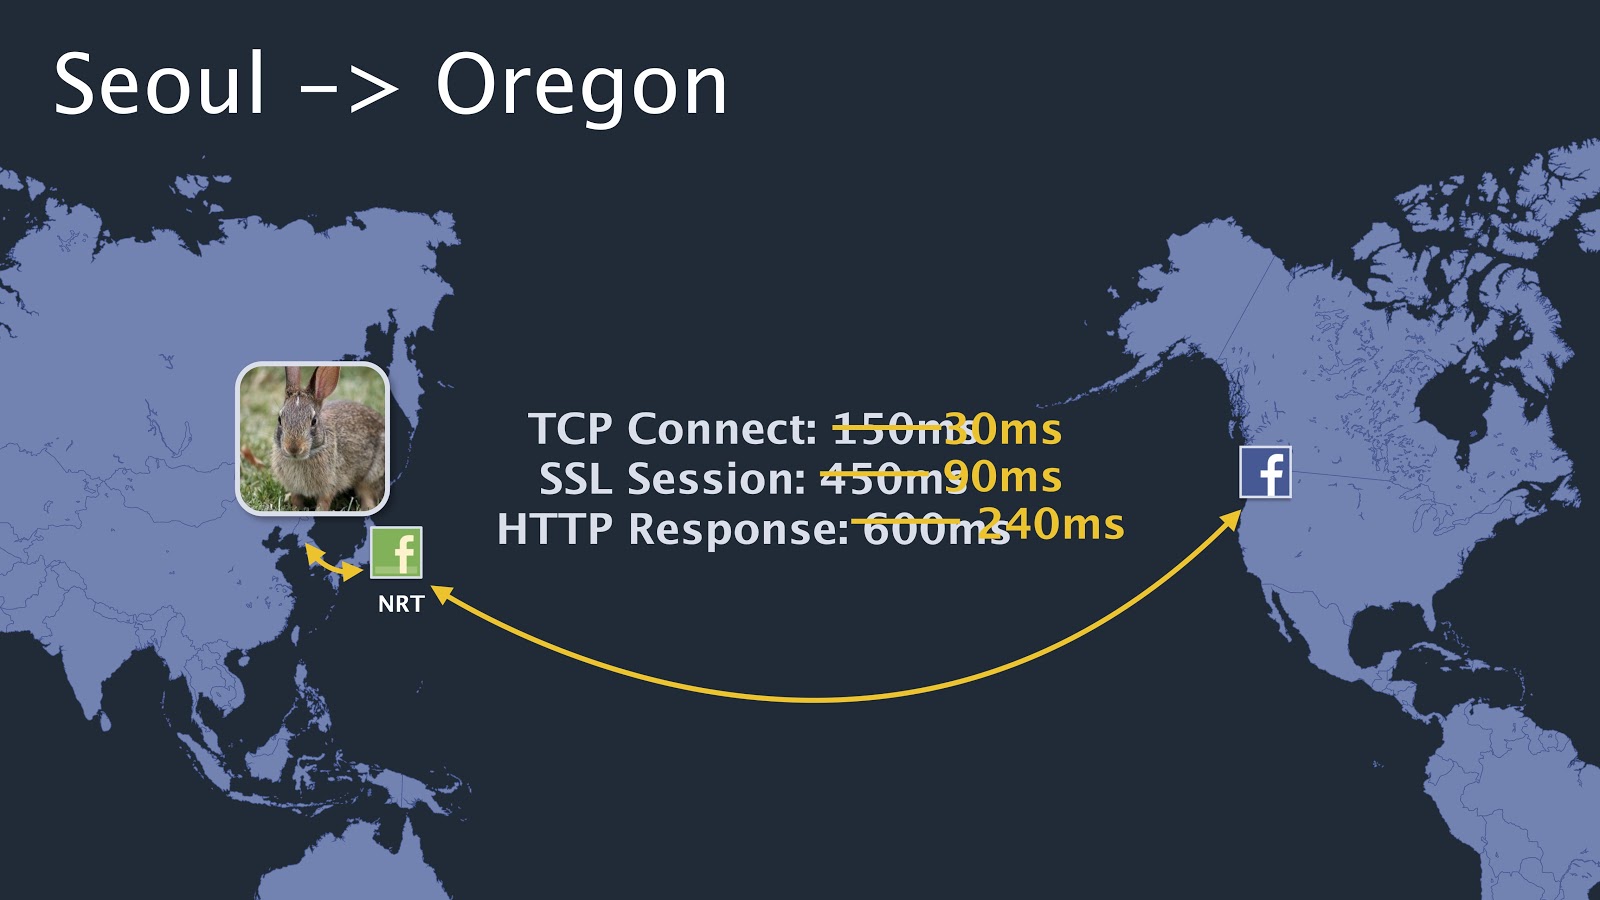 Seoul -> Oregon
TCP Connect: 150ms 30ms
SSL Session: 450ms 90ms
HTTP Response: 600ms 240ms
f
f
NRT